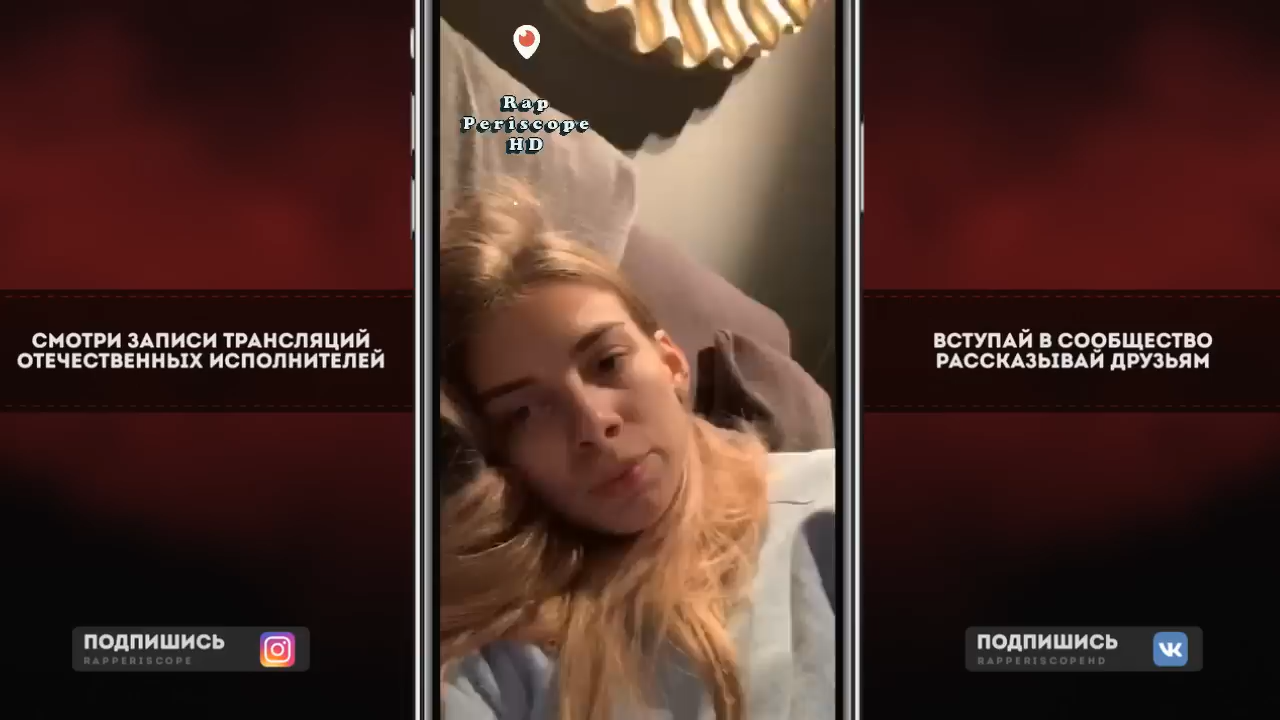 Rap
Periscope
HD
СМОТРИ ЗАПИСИ ТРАНСЛЯЦИЙ
ОТЕЧЕСТВЕННЫХ ИСПОЛНИТЕЛЕЙ
ВСТУПАЙ В СООБЩЕСТВО
РАССКАЗЫВАЙ ДРУЗЬЯМ
ПОДПИШИСЬ
RAPPERISCOPE
ПОДПИШИСЬ
RAPPERISCOPEHD